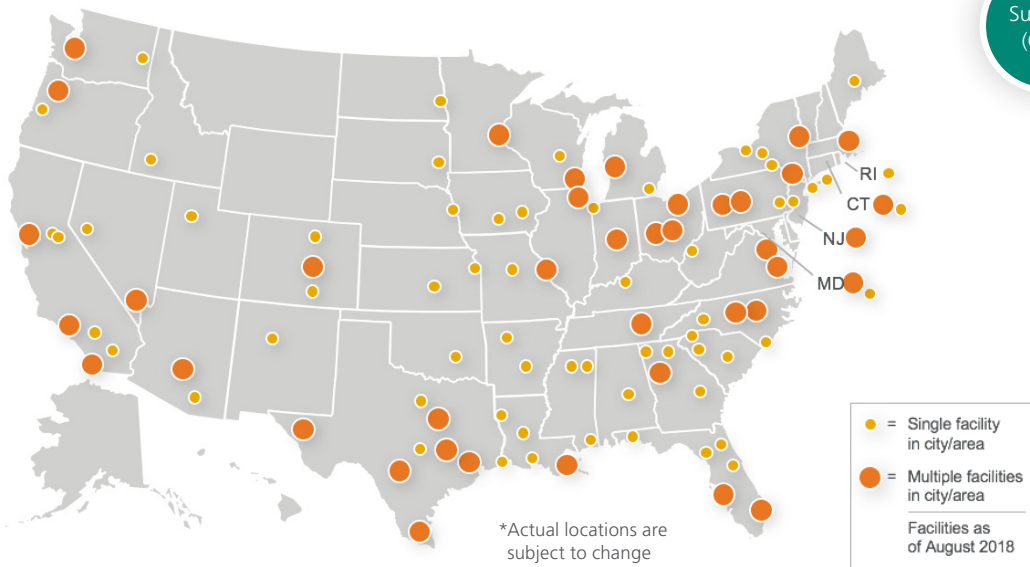 RI
CT
NJ
MD
= Single facility
in city/area
= Multiple facilities
in city/area
Facilities as
of August 2018
*Actual locations are
subject to change